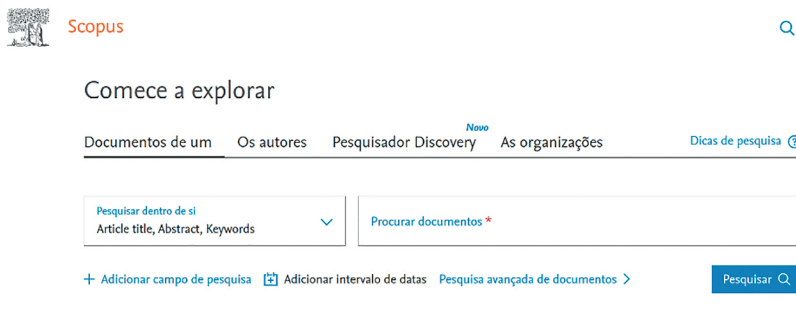 Scopus
Comece a explorar
Novo
Documentos de um Os autores Pesquisador Discovery As organizações Dicas de pesquisa ?
Pesquisar dentro de si
Article title, Abstract, Keywords
Procurar documentos *
+ Adicionar campo de pesquisa Adicionar intervalo de datas Pesquisa avançada de documentos > Pesquisar